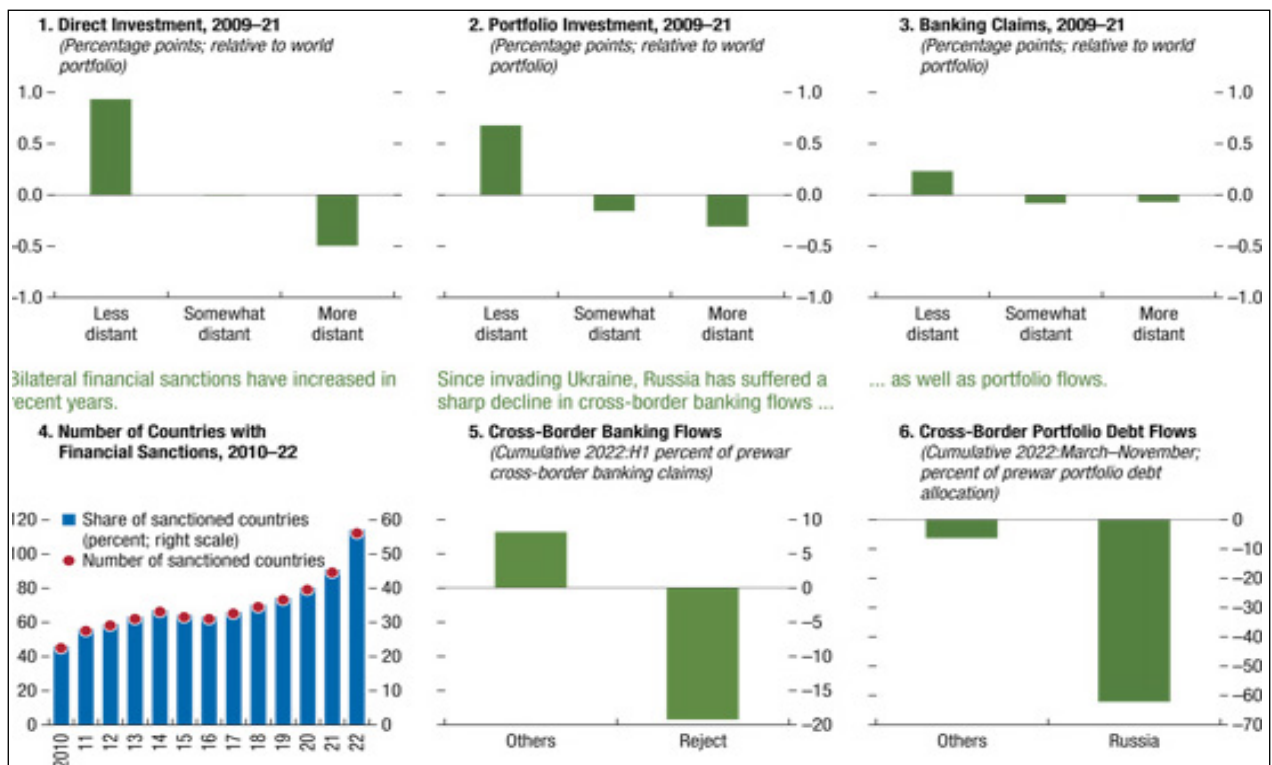 1. Direct Investment, 2009–21
(Percentage points; relative to world
portfolio)
1.0
0.5
0.0
–0.5
–1.0
Less
distant
Somewhat
distant
More
distant
2. Portfolio Investment, 2009–21
(Percentage points; relative to world
portfolio)
1.0
0.5
0.0
–0.5
–1.0
Less
distant
Somewhat
distant
More
distant
3. Banking Claims, 2009–21
(Percentage points; relative to world
portfolio)
1.0
0.5
0.0
–0.5
–1.0
Less
distant
Somewhat
distant
More
distant
Bilateral financial sanctions have increased in
recent years.
4. Number of Countries with
Financial Sanctions, 2010–22
Share of sanctioned countries
(percent; right scale)
Number of sanctioned countries
120
100
80
60
40
20
0
60
50
40
30
20
10
0
2010
11
12
13
14
15
16
17
18
19
20
21
22
Since invading Ukraine, Russia has suffered a
sharp decline in cross-border banking flows ...
5. Cross-Border Banking Flows
(Cumulative 2022:H1 percent of prewar
cross-border banking claims)
10
5
0
–5
–10
–15
–20
Others
Reject
... as well as portfolio flows.
6. Cross-Border Portfolio Debt Flows
(Cumulative 2022:March–November;
percent of prewar portfolio debt
allocation)
0
–10
–20
–30
–40
–50
–60
–70
Others
Russia